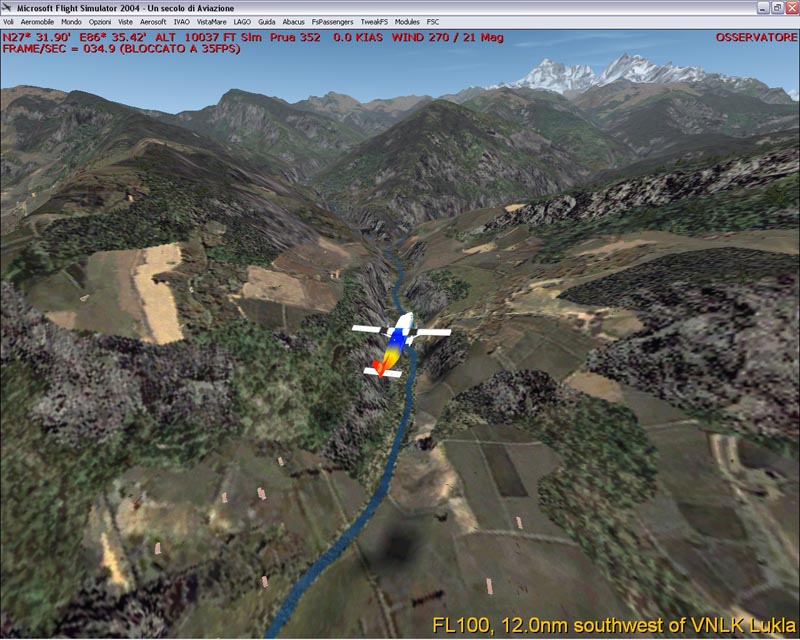 Microsoft Flight Simulator 2004 - Un secolo di Aviazione
Voli Aeromobile Mondo Opzioni Viste Aerosoft IVAO VistaMare LAGO Guida Abacus FsPassengers TweakFS Modules FSC
N27* 31.90' E86* 35.42' ALT 10037 FT Slm Prua 352 0.0 KIAS WIND 270 / 21 Mag OSSERVATORE
FRAME/SEC = 034.9 (BLOCCATO A 35FPS)
FL100, 12.0nm southwest of VNLK Lukla